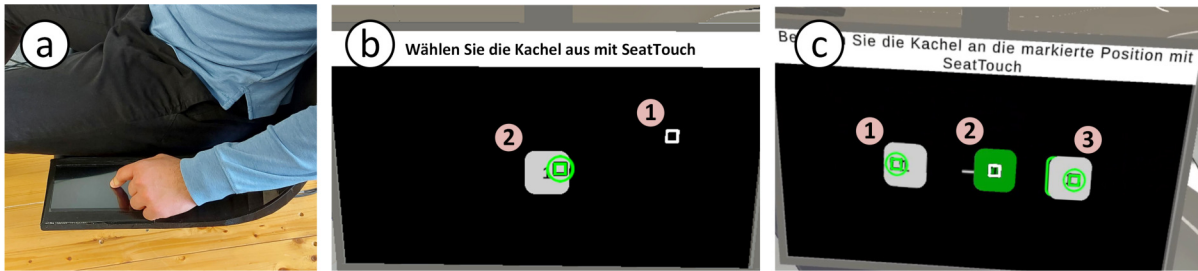 a
b
Wählen Sie die Kachel aus mit SeatTouch
1
2
c
Sie die Kachel an die markierte Position mit
SeatTouch
1
2
3